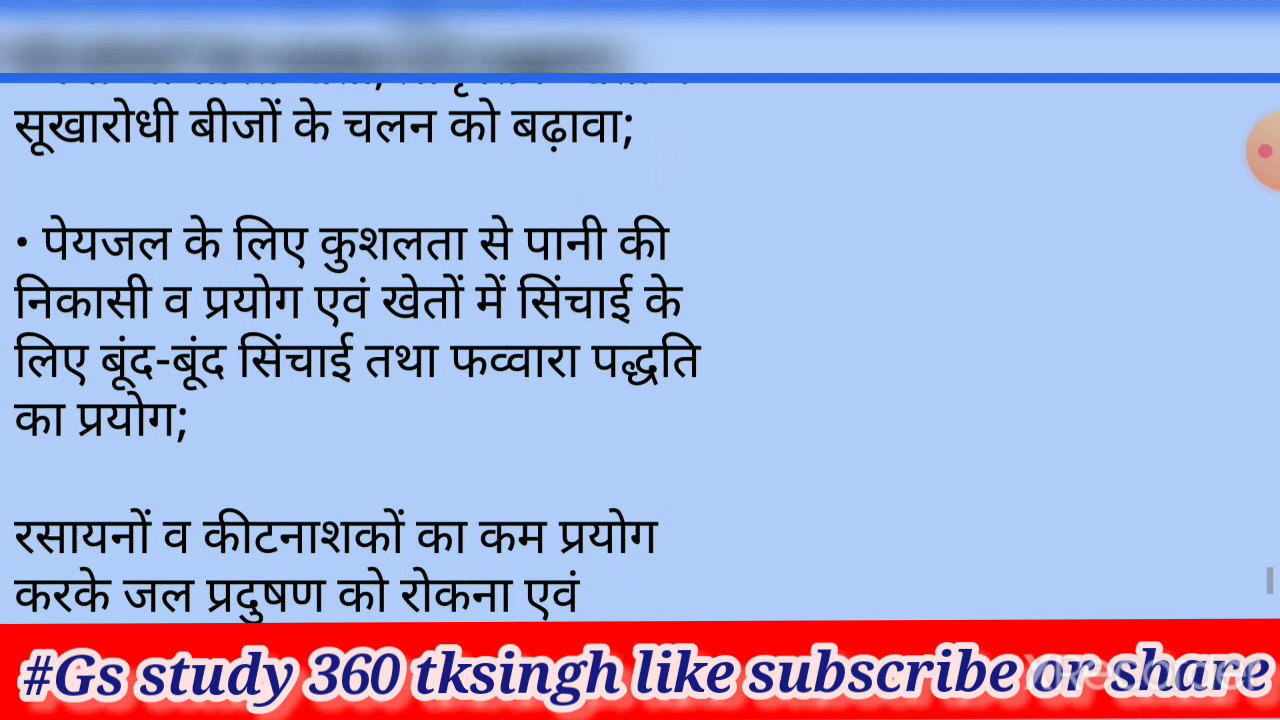 सूखारोधी बीजों के चलन को बढ़ावा;
• पेयजल के लिए कुशलता से पानी की
निकासी व प्रयोग एवं खेतों में सिंचाई के
लिए बूंद-बूंद सिंचाई तथा फव्वारा पद्धति
का प्रयोग;
रसायनों व कीटनाशकों का कम प्रयोग
करके जल प्रदुषण को रोकना एवं
#Gs study 360 tksingh like subscribe or share